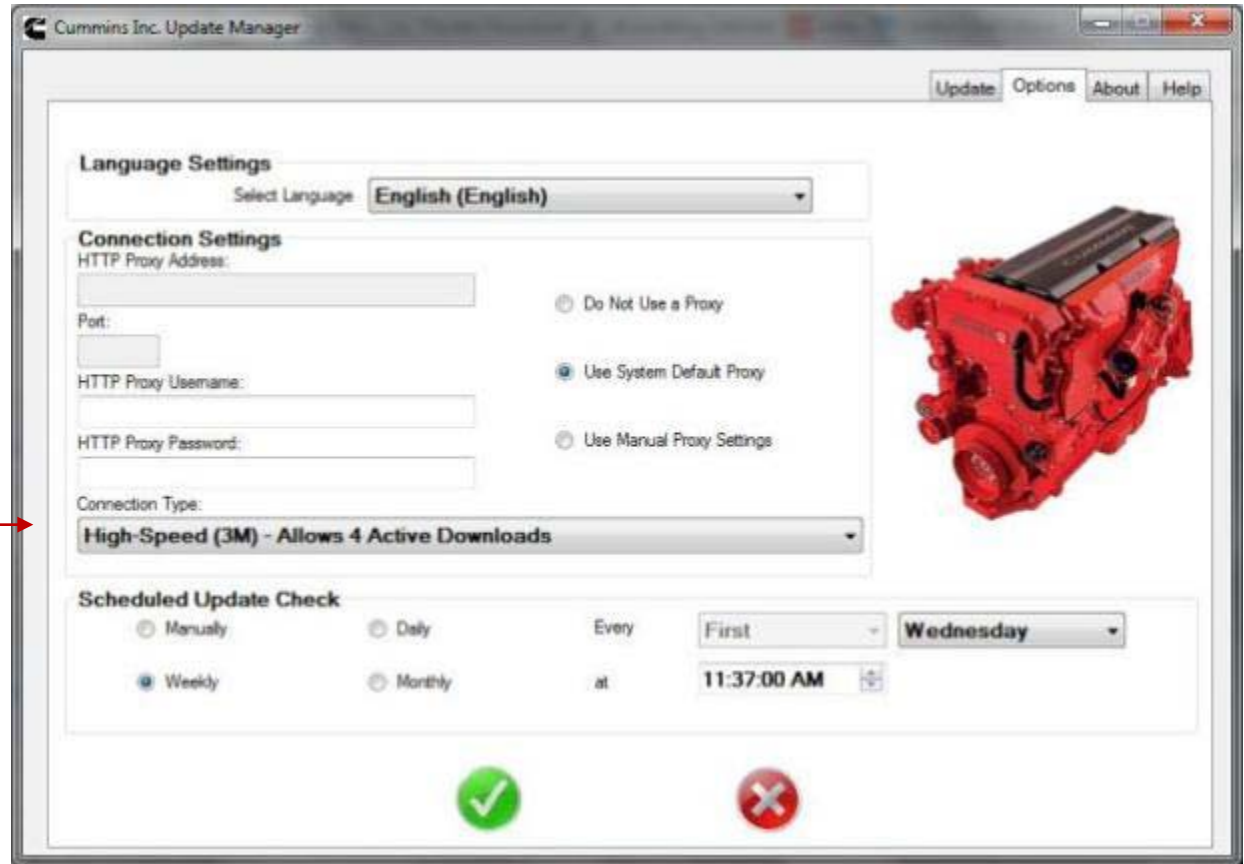 Cummins Inc. Update Manager
Update Options About Help
Language Settings
Select Language English (English)
Connection Settings
HTTP Proxy Address:
Do Not Use a Proxy
Port:
Use System Default Proxy
HTTP Proxy Username:
Use Manual Proxy Settings
HTTP Proxy Password:
Connection Type:
High-Speed (3M) - Allows 4 Active Downloads
Scheduled Update Check
Manually Daily Every First Wednesday
Weekly Monthly at 11:37:00 AM